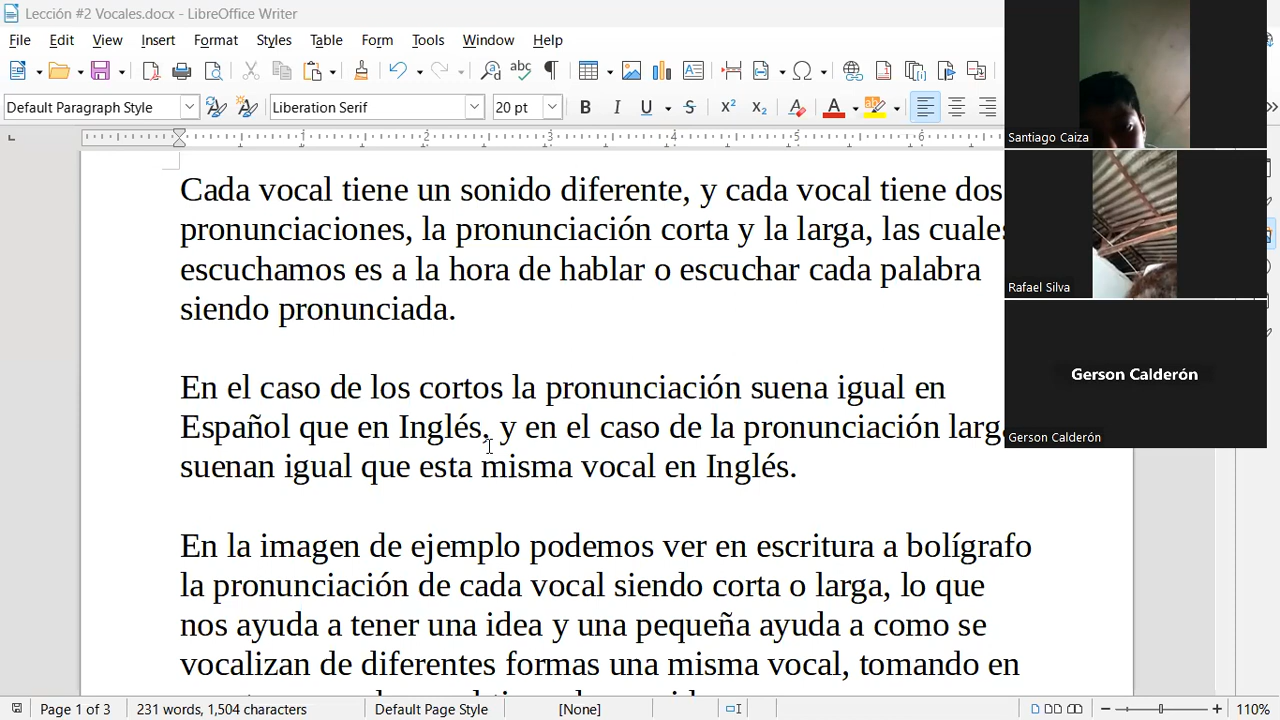 Lección #2 Vocales.docx - LibreOffice Writer
File Edit View Insert Format Styles Table Form Tools Window Help
Default Paragraph Style Liberation Serif 20 pt
1 2 3 4 5 6
Cada vocal tiene un sonido diferente, y cada vocal tiene dos
pronunciaciones, la pronunciación corta y la larga, las cuales
escuchamos es a la hora de hablar o escuchar cada palabra
siendo pronunciada.
En el caso de los cortos la pronunciación suena igual en
Español que en Inglés, y en el caso de la pronunciación larga
suenan igual que esta misma vocal en Inglés.
En la imagen de ejemplo podemos ver en escritura a bolígrafo
la pronunciación de cada vocal siendo corta o larga, lo que
nos ayuda a tener una idea y una pequeña ayuda a como se
vocalizan de diferentes formas una misma vocal, tomando en
Santiago Caiza
Rafael Silva
Gerson Calderón
Gerson Calderón
Page 1 of 3 231 words, 1,504 characters Default Page Style [None] 110%